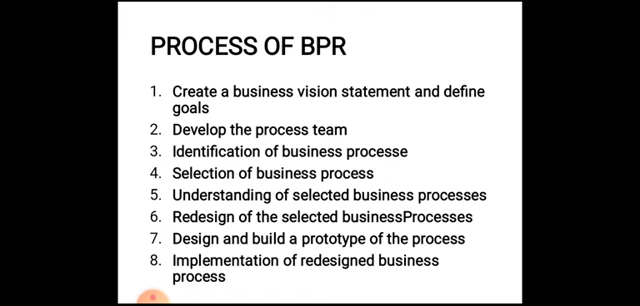 PROCESS OF BPR
1. Create a business vision statement and define
goals
2. Develop the process team
3. Identification of business processe
4. Selection of business process
5. Understanding of selected business processes
6. Redesign of the selected businessProcesses
7. Design and build a prototype of the process
8. Implementation of redesigned business
process